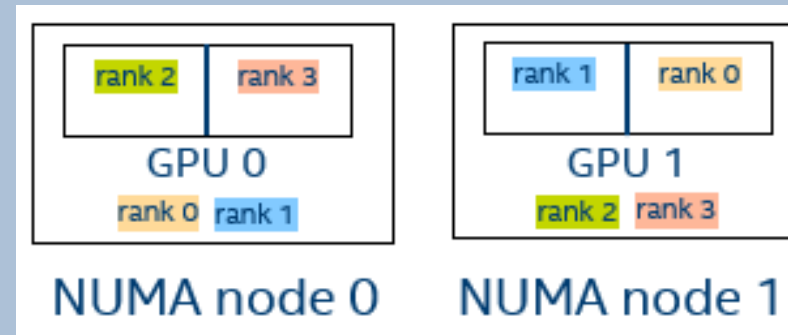 rank 2 rank 3
GPU 0
rank 0 rank 1
NUMA node 0
rank 1 rank 0
GPU 1
rank 2 rank 3
NUMA node 1